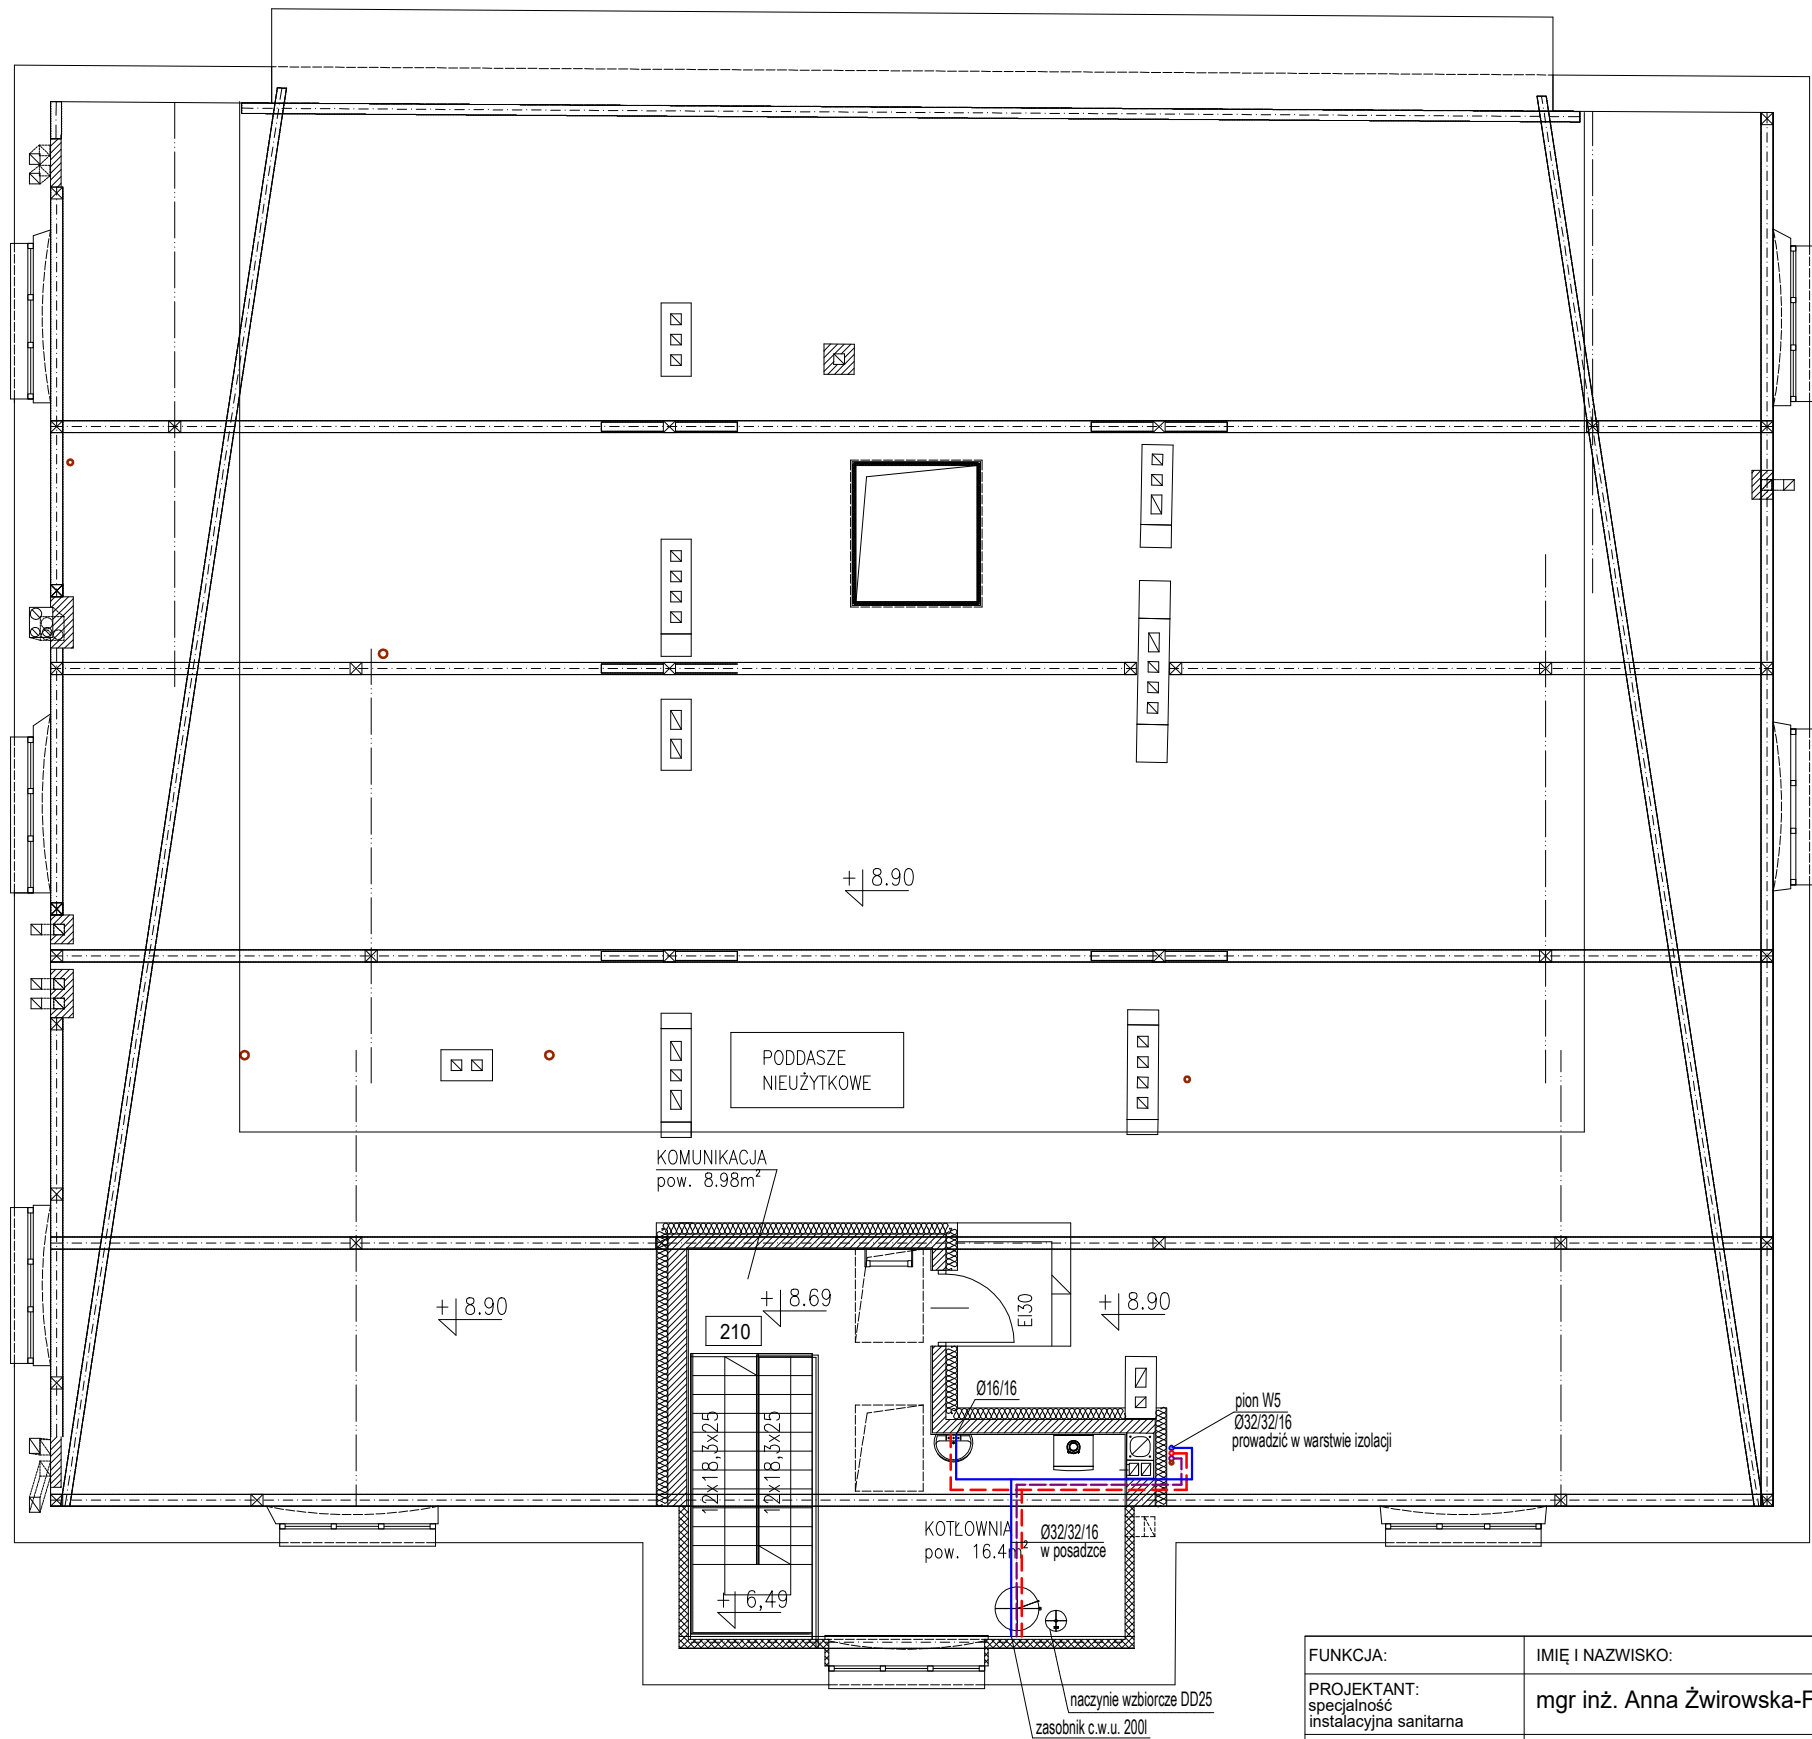 + 8.90
PODDASZE
NIEUŻYTKOWE
KOMUNIKACJA
pow. 8.98m²
+ 8.90
+ 8.69
+ 8.90
EI30
210
Ø16/16
pion W5
Ø32/32/16
prowadzić w warstwie izolacji
12x18,3x25
12x18,3x25
KOTŁOWNIA
pow. 16.4m²
Ø32/32/16
w posadzce
+ 6,49
naczynie wzbiorcze DD25
zasobnik c.w.u. 200l
FUNKCJA:
IMIĘ I NAZWISKO:
PROJEKTANT:
specjalność
instalacyjna sanitarna
mgr inż. Anna Żwirowska-F